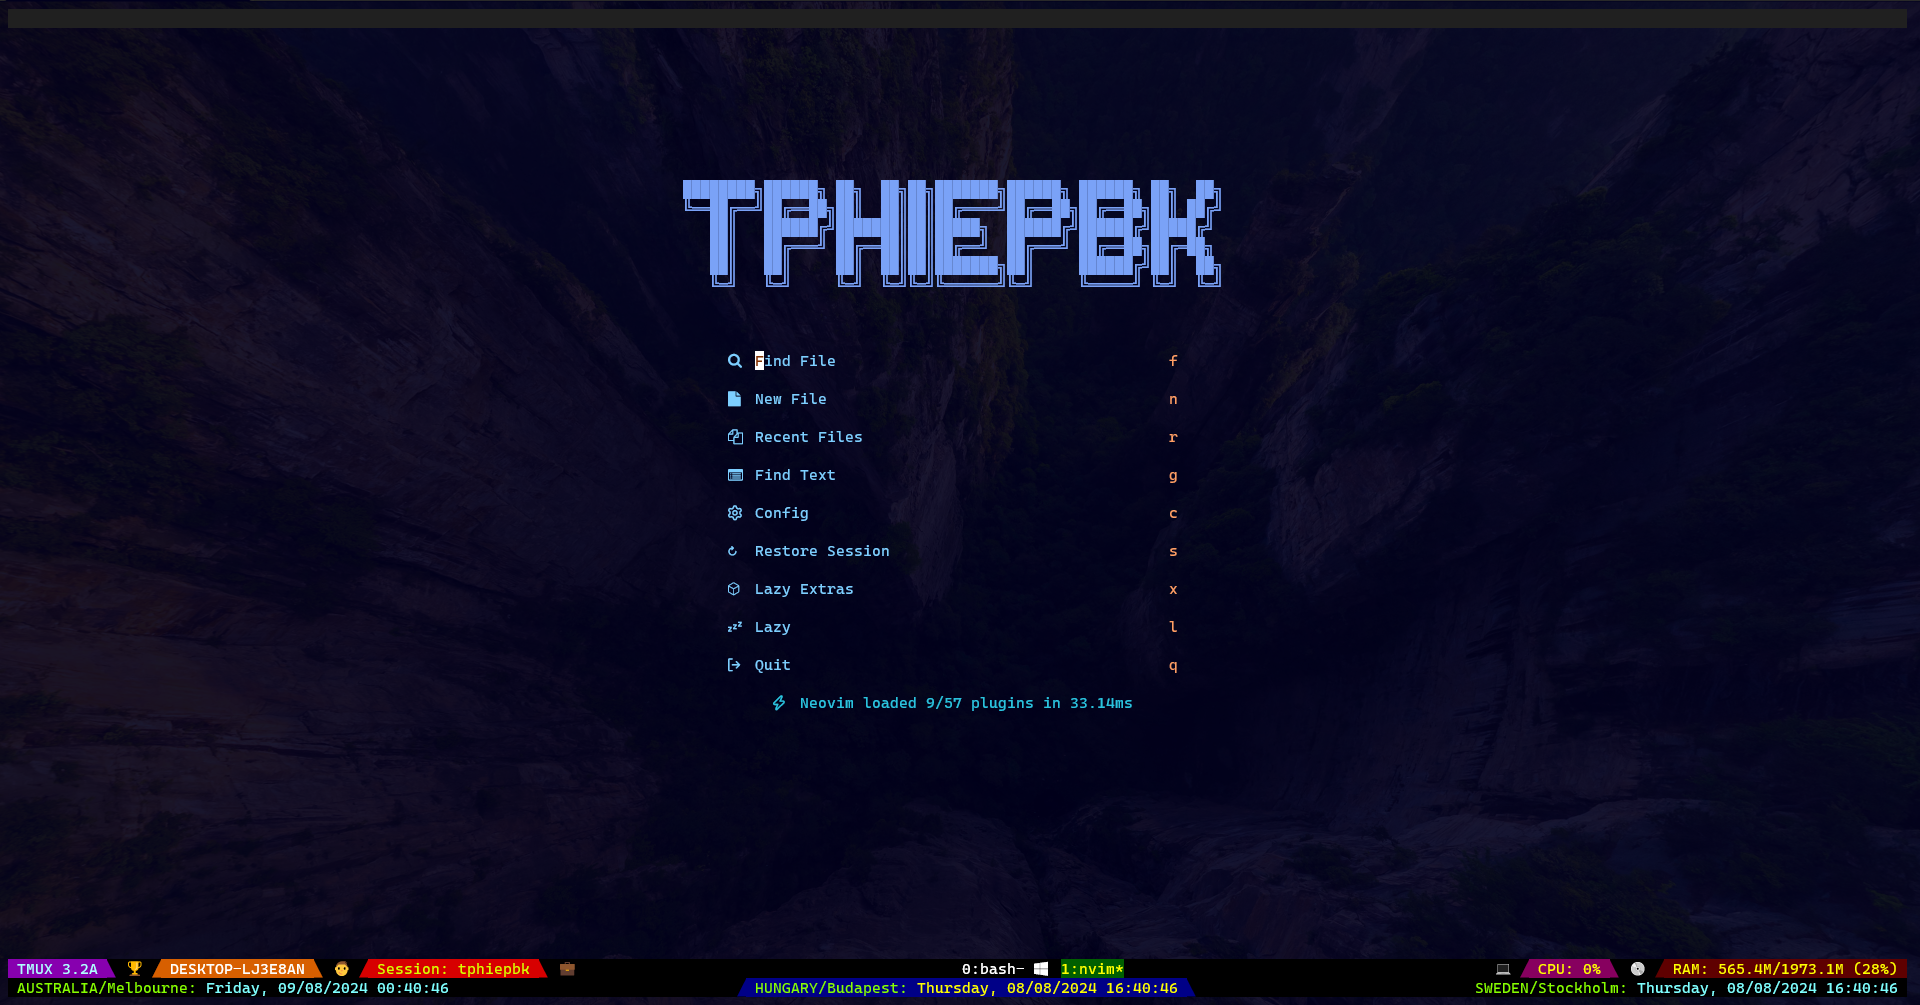 TPHIEPBK
Find File f
New File n
Recent Files r
Find Text g
Config c
Restore Session s
Lazy Extras x
Lazy l
Quit q
Neovim loaded 9/57 plugins in 33.14ms
TMUX 3.2A DESKTOP-LJ3E8AN Session: tphiepbk 0:bash- 1:nvim* CPU: 0% RAM: 565.4M/1973.1M (28%)
AUSTRALIA/Melbourne: Friday, 09/08/2024 00:40:46 HUNGARY/Budapest: Thursday, 08/08/2024 16:40:46 SWEDEN/Stockholm: Thursday, 08/08/2024 16:40:46